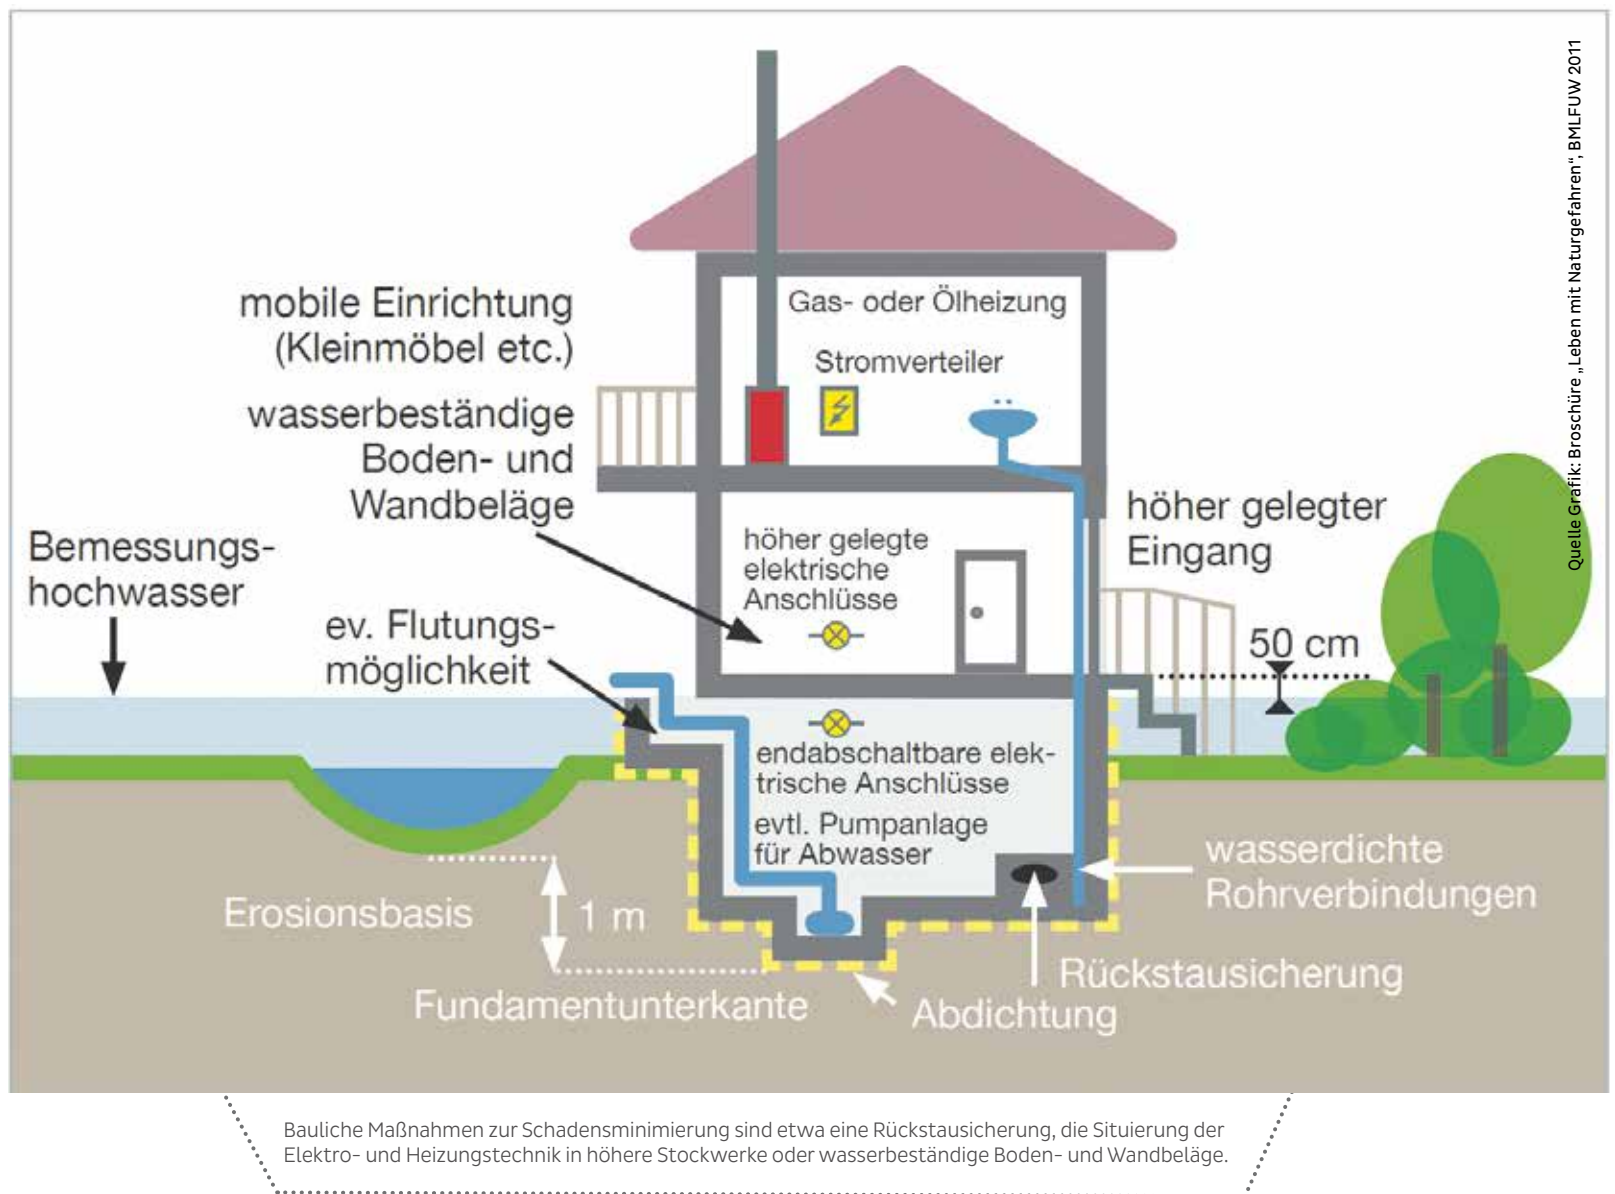 Quelle Grafik: Broschüre „Leben mit Naturgefahren“, BMLFUW 2011
Gas- oder Ölheizung
Stromverteiler
mobile Einrichtung
(Kleinmöbel etc.)
wasserbeständige
Boden- und
Wandbeläge
Bemessungs-
hochwasser
ev. Flutungs-
möglichkeit
höher gelegte
elektrische
Anschlüsse
höher gelegter
Eingang
50 cm
endabschaltbare elek-
trische Anschlüsse
evtl. Pumpanlage
für Abwasser
wasserdichte
Rohrverbindungen
Erosionsbasis
1 m
Fundamentunterkante
Rückstausicherung
Abdichtung
Bauliche Maßnahmen zur Schadensminimierung sind etwa eine Rückstausicherung, die Situierung der
Elektro- und Heizungstechnik in höhere Stockwerke oder wasserbeständige Boden- und Wandbeläge.